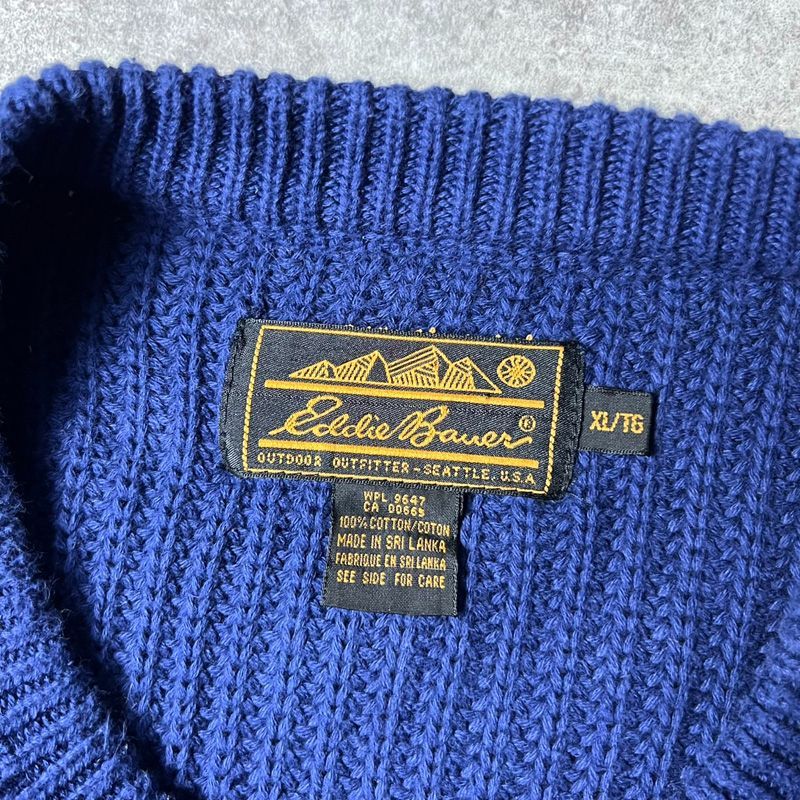 Eddie Bauer®
OUTDOOR OUTFITTER-SEATTLE, U.S.A
XL/TG
WPL 9647
CA 00665
100% COTTON/COTON
MADE IN SRI LANKA
FABRIQUE EN SRI LANKA
SEE SIDE FOR CARE